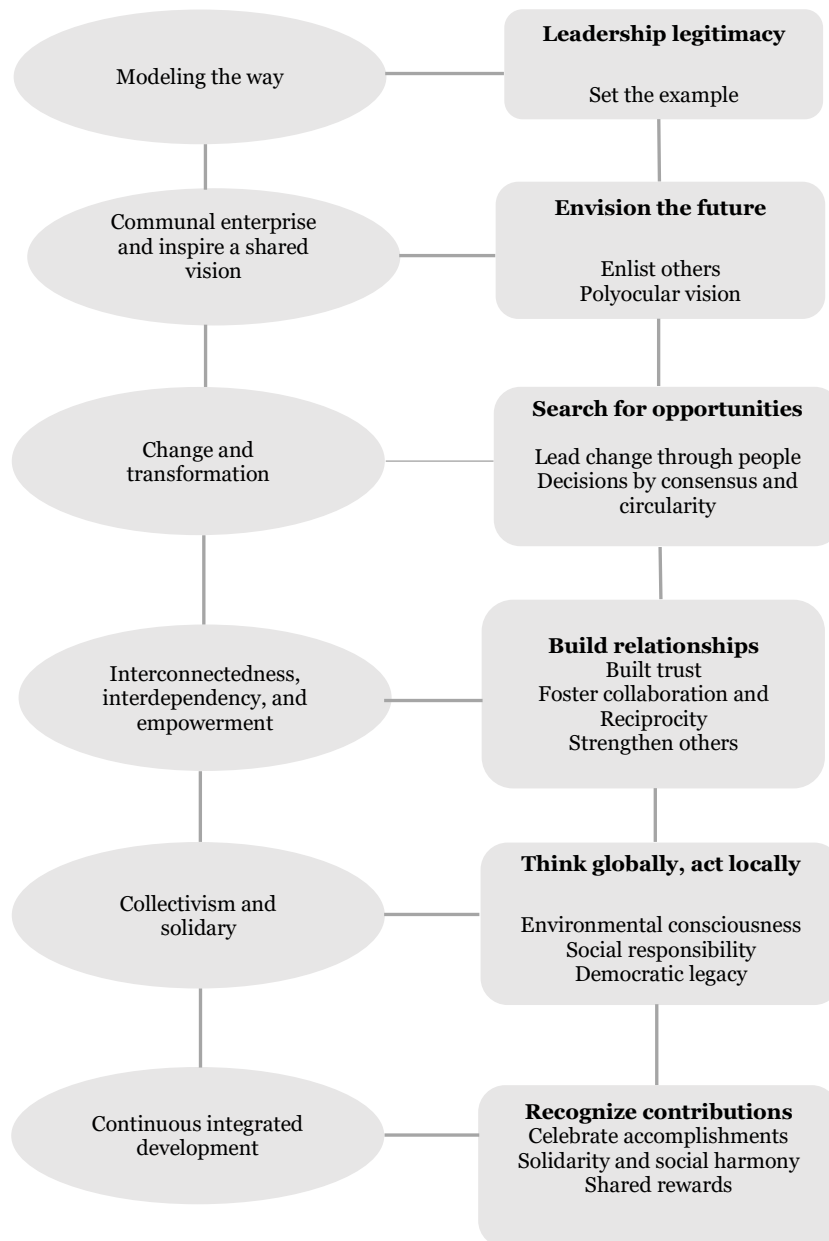 Modeling the way
Leadership legitimacy
Set the example
Communal enterprise
and inspire a shared
vision
Envision the future
Enlist others
Polyocular vision
Change and
transformation
Search for opportunities
Lead change through people
Decisions by consensus and
circularity
Interconnectedness,
interdependency, and
empowerment
Build relationships
Built trust
Foster collaboration and
Reciprocity
Strengthen others
Collectivism and
solidary
Think globally, act locally
Environmental consciousness
Social responsibility
Democratic legacy
Continuous integrated
development
Recognize contributions
Celebrate accomplishments
Solidarity and social harmony
Shared rewards